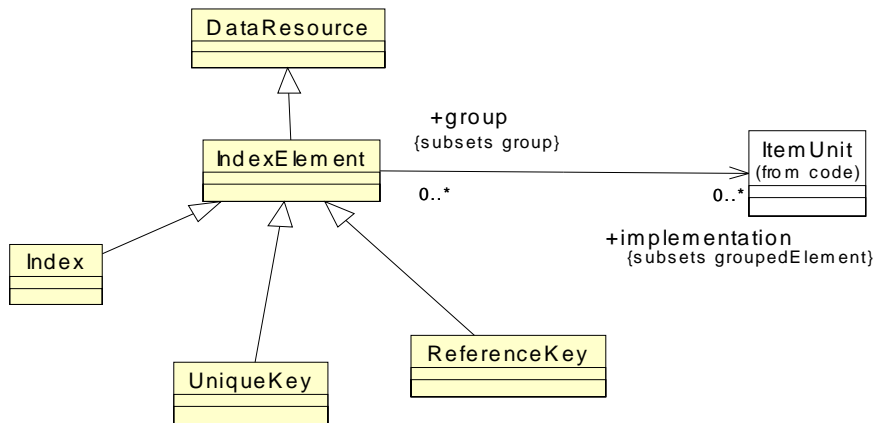 DataResource
+group
{subsets group}
IndexElement
ItemUnit
(from code)
0..*
0..*
+implementation
{subsets groupedElement}
Index
ReferenceKey
UniqueKey